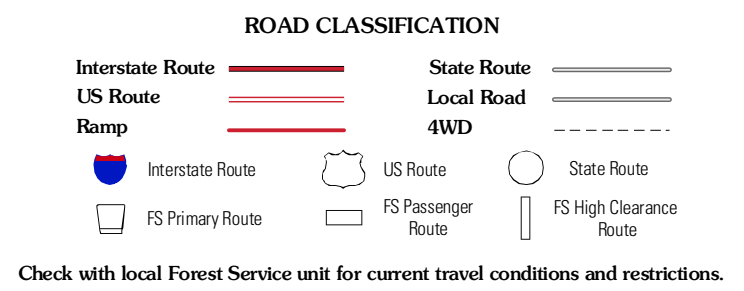 ROAD CLASSIFICATION
Interstate Route State Route
US Route Local Road
Ramp 4WD
Interstate Route US Route State Route
FS Primary Route FS Passenger Route FS High Clearance Route
Check with local Forest Service unit for current travel conditions and restrictions.